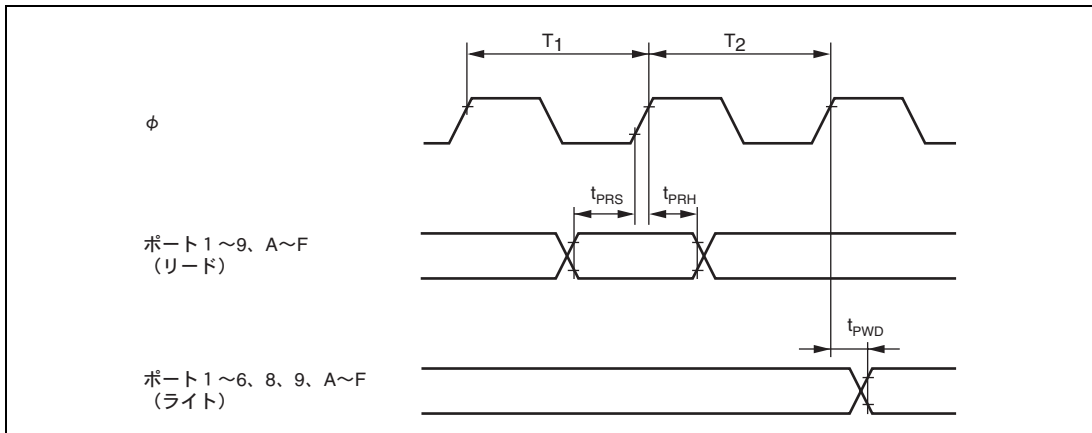 T1 T2
φ
tPRS tPRH
ポート1~9、A~F
(リード)
tPWD
ポート1~6、8、9、A~F
(ライト)